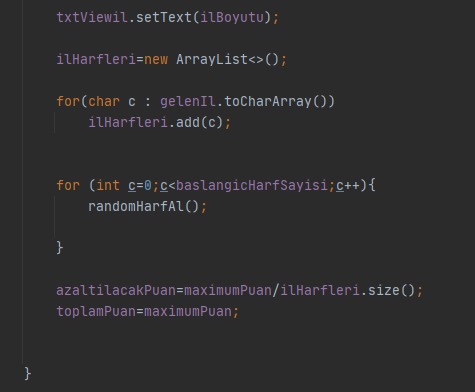 txtViewil.setText(ilBoyutu);
ilHarfleri=new ArrayList<>();
for(char c : gelenIl.toCharArray())
ilHarfleri.add(c);
for (int c=0;c<baslangicHarfSayisi;c++){
randomHarfAl();
}
azaltilacakPuan=maximumPuan/ilHarfleri.size();
toplamPuan=maximumPuan;
}